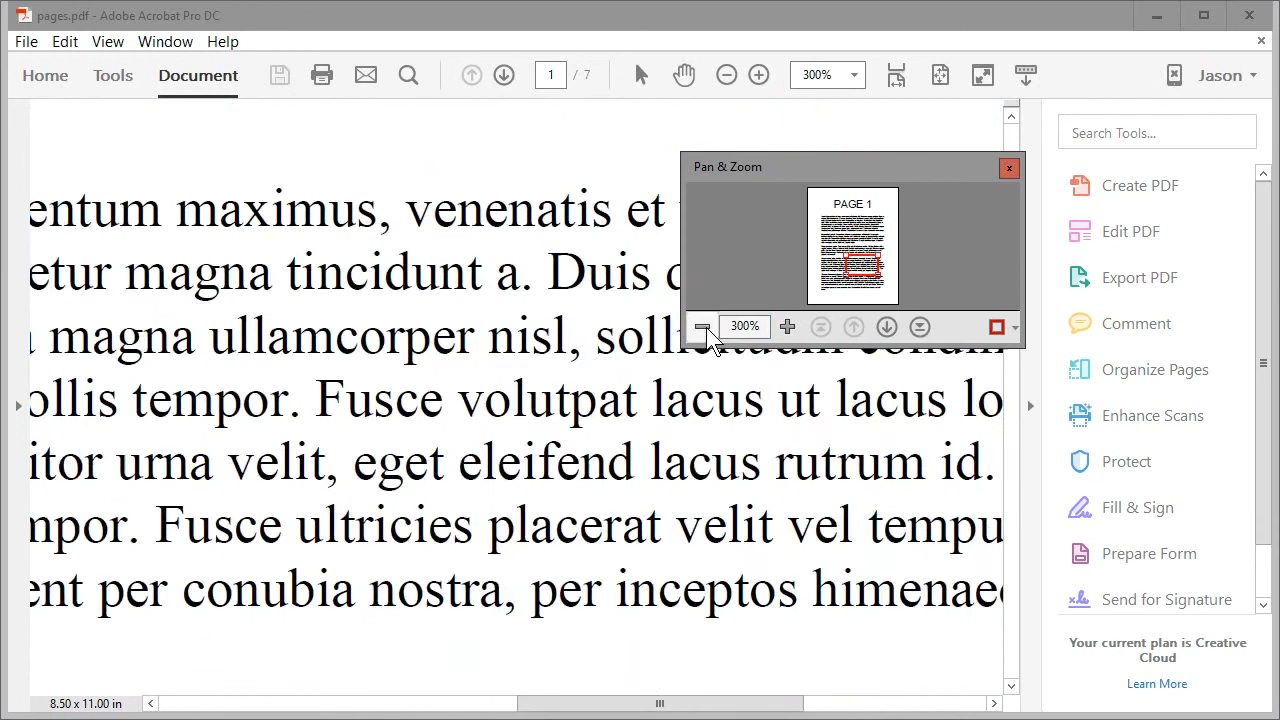 pages.pdf - Adobe Acrobat Pro DC
File Edit View Window Help
Home Tools Document 1 / 7 300% Jason
Search Tools...
Pan & Zoom
PAGE 1
300%
entum maximus, venenatis et
etur magna tincidunt a. Duis
magna ullamcorper nisl,
ollis tempor. Fusce volutpat lacus ut lacus lo
itor urna velit, eget eleifend lacus rutrum id.
mpor. Fusce ultricies placerat velit vel tempu
ent per conubia nostra, per inceptos himenaec
Create PDF
Edit PDF
Export PDF
Comment
Organize Pages
Enhance Scans
Protect
Fill & Sign
Prepare Form
Send for Signature
Your current plan is Creative
Cloud
Learn More
8.50 x 11.00 in